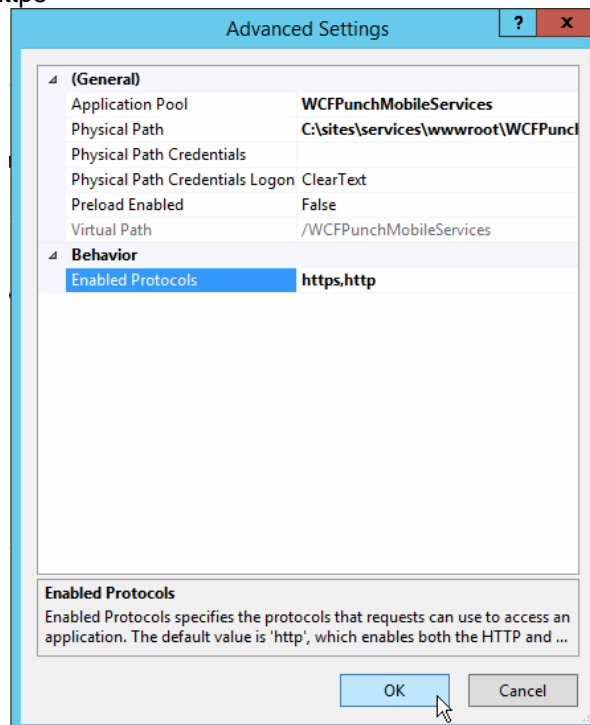 Advanced Settings ? x
(General)
Application Pool WCFPunchMobileServices
Physical Path C:\sites\services\wwwroot\WCFPuncl
Physical Path Credentials
Physical Path Credentials Logon ClearText
Preload Enabled False
Virtual Path /WCFPunchMobileServices
Behavior
Enabled Protocols https,http
Enabled Protocols
Enabled Protocols specifies the protocols that requests can use to access an
application. The default value is 'http', which enables both the HTTP and ...
OK Cancel